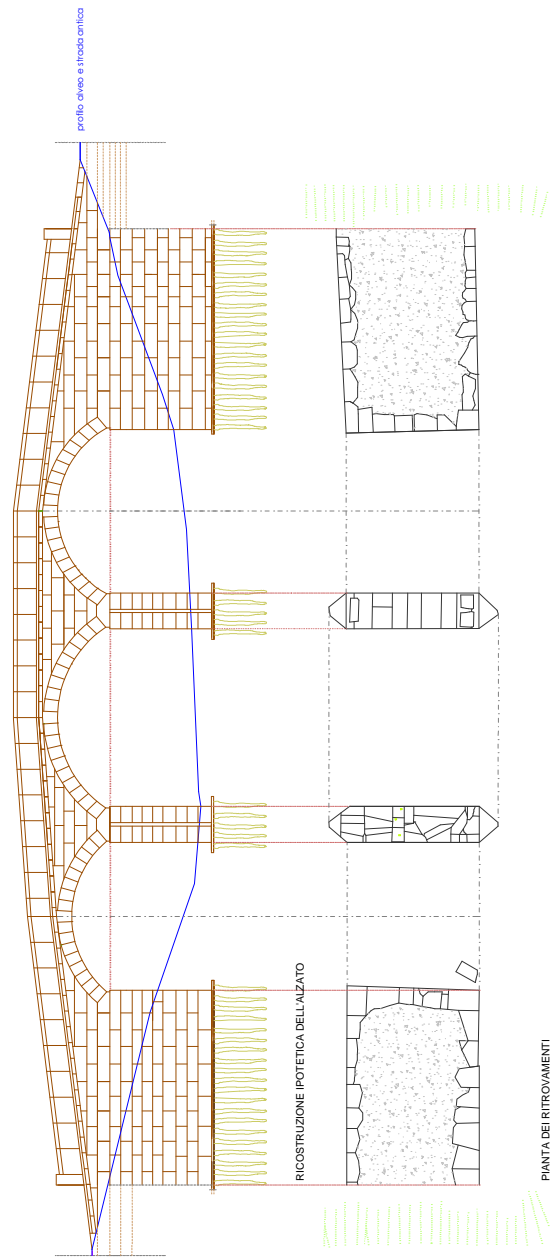 profilo alveo e strada antica
RICOSTRUZIONE IPOTETICA DELL'ALZATO
PIANTA DEI RITROVAMENTI